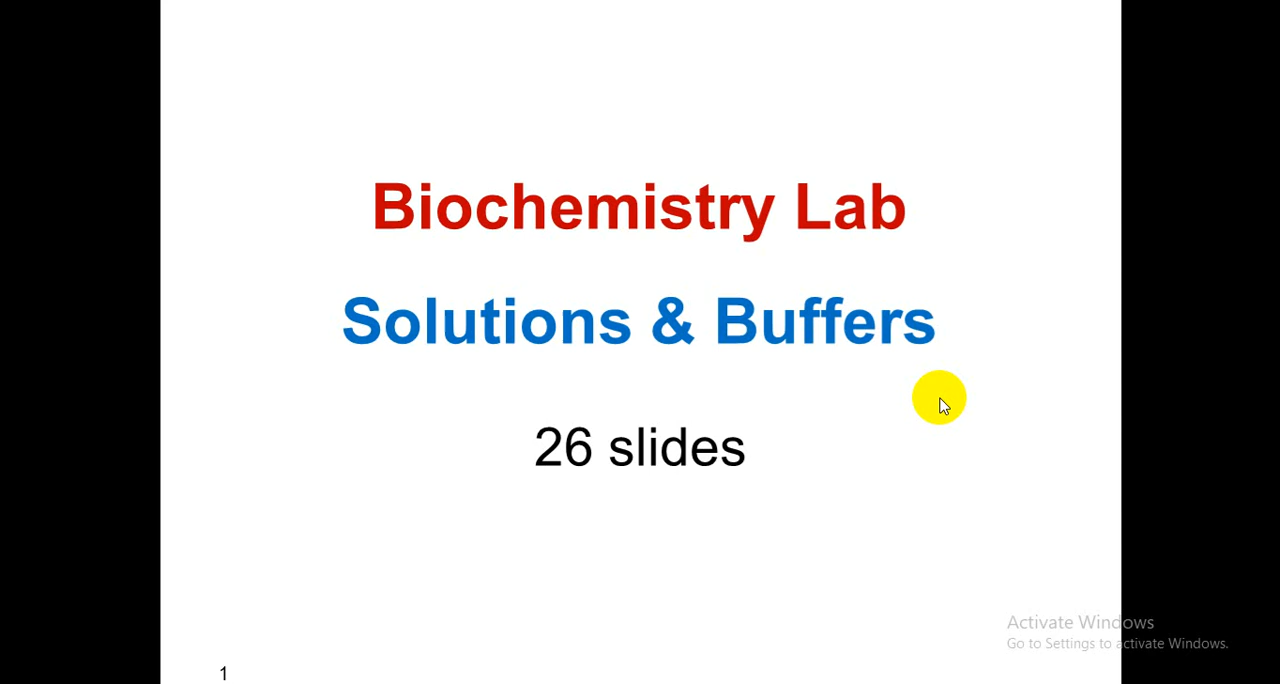 Biochemistry Lab
Solutions & Buffers
26 slides
Activate Windows
Go to Settings to activate Windows.
1